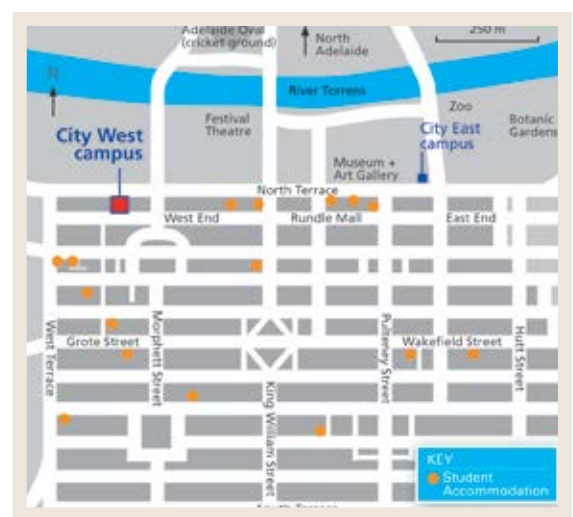 Adelaide Oval
(cricket ground)
North
Adelaide
250 m
N
River Torrens
Zoo
Festival
Theatre
Botanic
Gardens
City West
campus
City East
campus
Museum +
Art Gallery
North Terrace
West End
Rundle Mall
East End
West Terrace
Morphett Street
Grote Street
King William Street
Pulteney Street
Wakefield Street
Hutt Street
KEY
Student
Accommodation
South Terrace